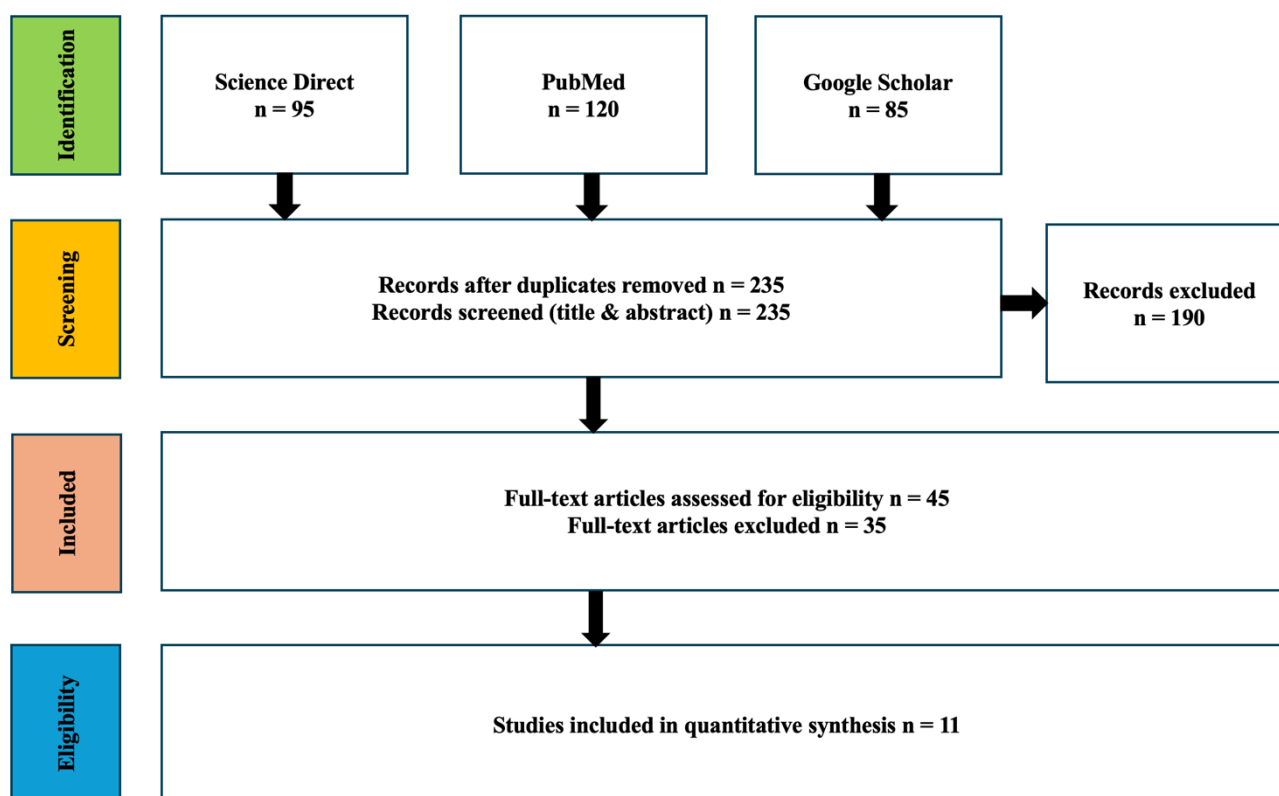 Identification
Science Direct
n = 95
PubMed
n = 120
Google Scholar
n = 85
Screening
Records after duplicates removed n = 235
Records screened (title & abstract) n = 235
Records excluded
n = 190
Included
Full-text articles assessed for eligibility n = 45
Full-text articles excluded n = 35
Eligibility
Studies included in quantitative synthesis n = 11